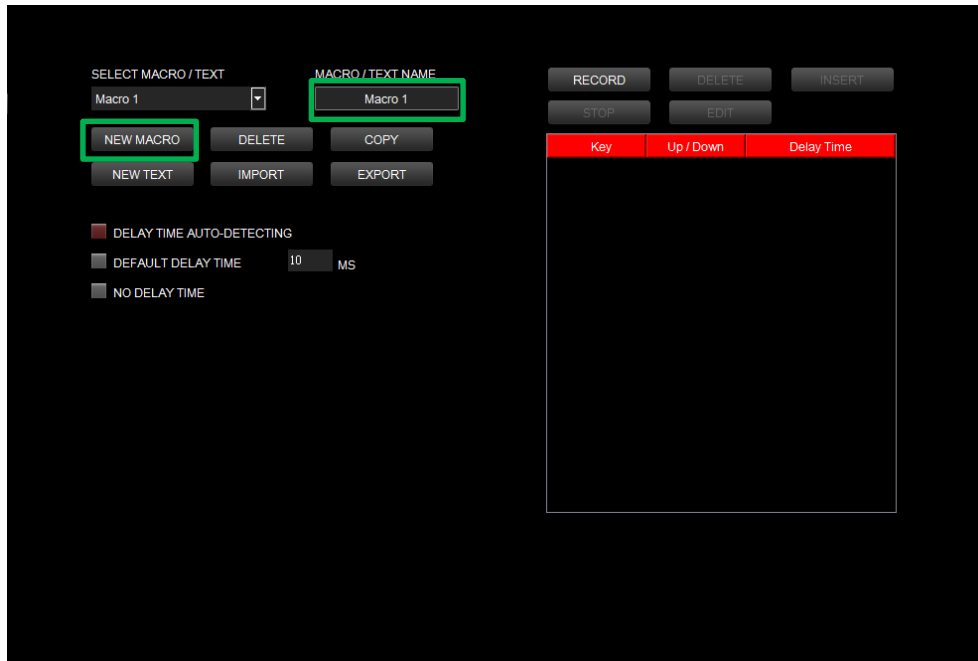 SELECT MACRO / TEXT
MACRO / TEXT NAME
Macro 1
Macro 1
NEW MACRO
DELETE
COPY
NEW TEXT
IMPORT
EXPORT
DELAY TIME AUTO-DETECTING
DEFAULT DELAY TIME 10 MS
NO DELAY TIME
RECORD
DELETE
INSERT
STOP
EDIT
Key Up / Down Delay Time